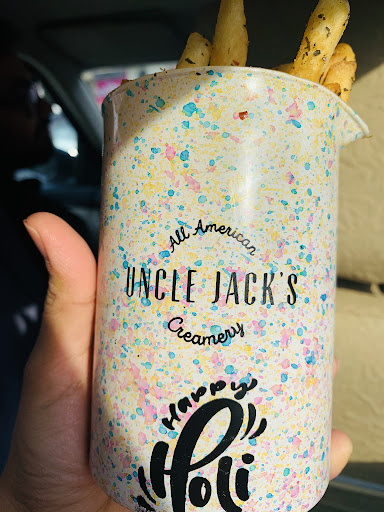 All American
UNCLE JACK'S
Creamery
Happy
Holi